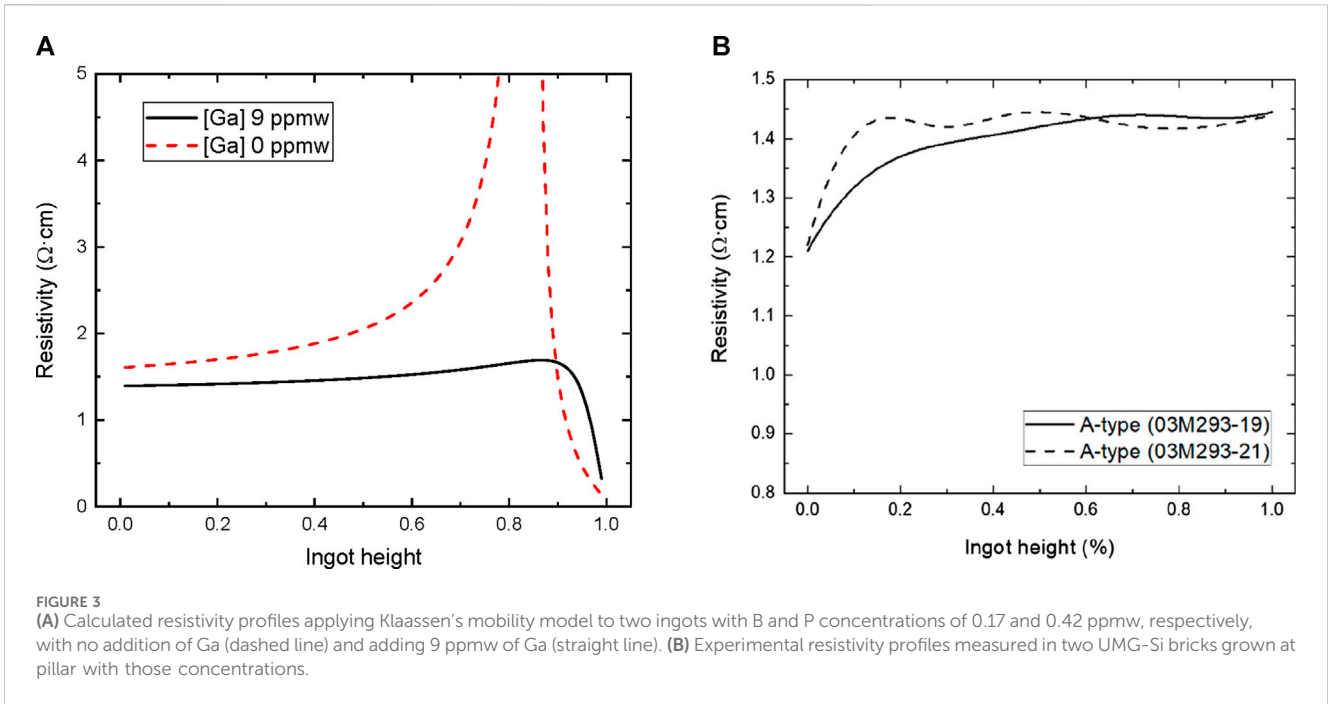 A
Resistivity (Ω·cm)
5
4
3
2
1
0
[Ga] 9 ppmw
[Ga] 0 ppmw
0.0 0.2 0.4 0.6 0.8 1.0
Ingot height
B
Resistivity (Ω·cm)
1.5
1.4
1.3
1.2
1.1
1.0
0.9
0.8
A-type (03M293-19)
A-type (03M293-21)
0.0 0.2 0.4 0.6 0.8 1.0
Ingot height (%)
FIGURE 3
(A) Calculated resistivity profiles applying Klaassen's mobility model to two ingots with B and P concentrations of 0.17 and 0.42 ppmw, respectively,
with no addition of Ga (dashed line) and adding 9 ppmw of Ga (straight line). (B) Experimental resistivity profiles measured in two UMG-Si bricks grown at
pillar with those concentrations.